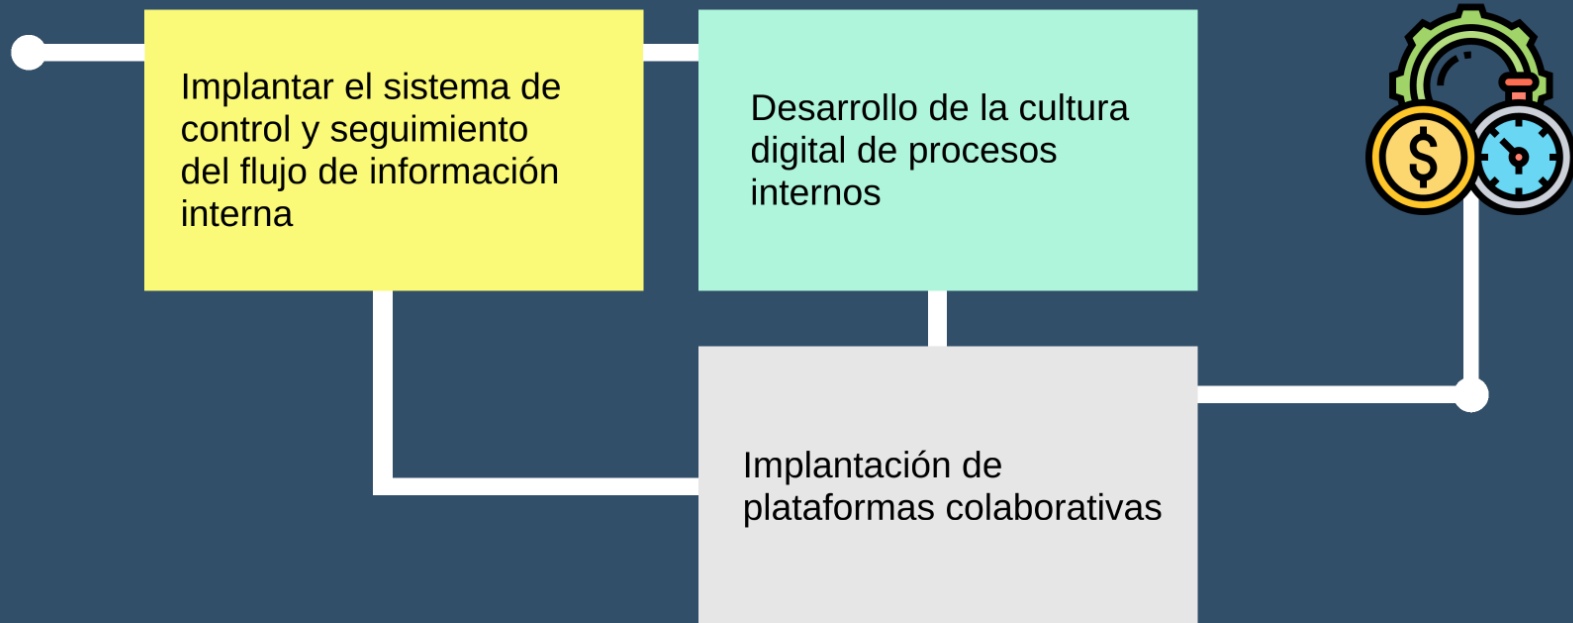 Implantar el sistema de
control y seguimiento
del flujo de información
interna
Desarrollo de la cultura
digital de procesos
internos
Implantación de
plataformas colaborativas
$